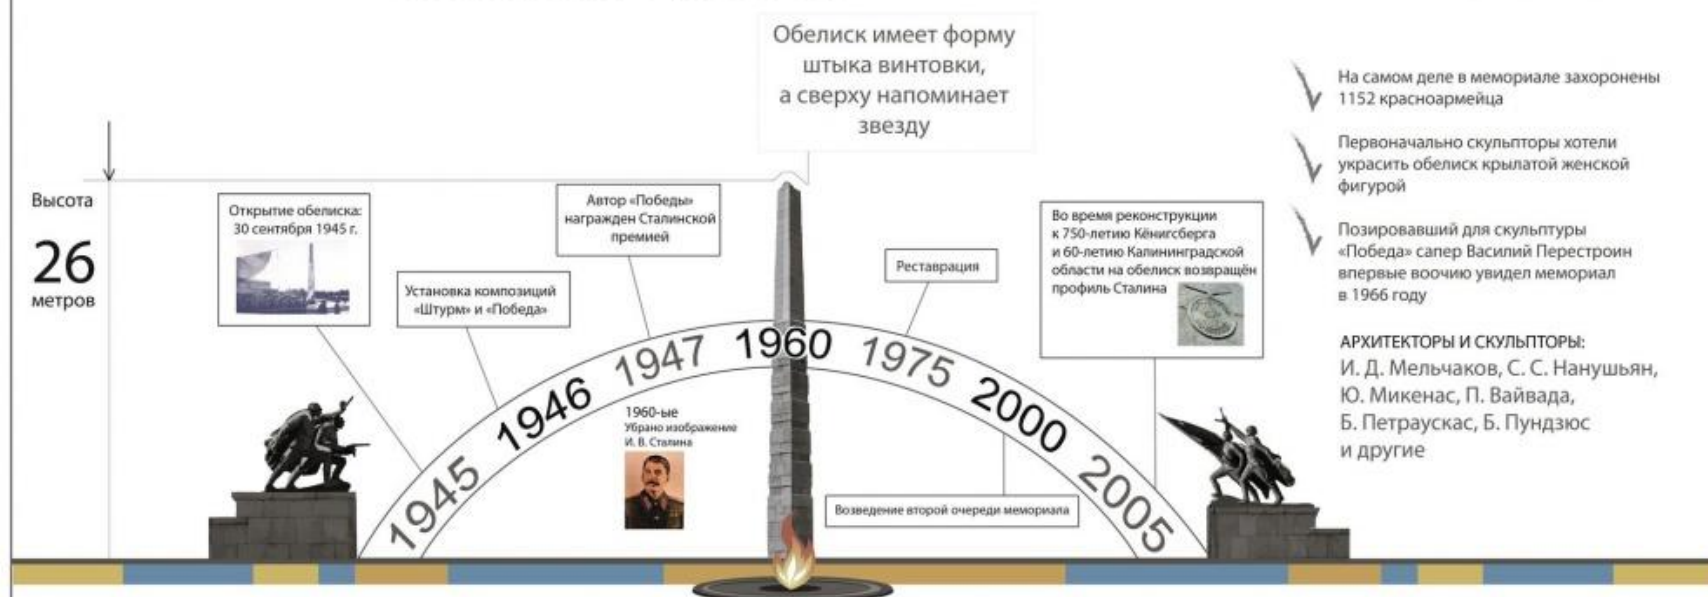 Обелиск имеет форму
штыка винтовки,
а сверху напоминает
звезду
Высота
26
метров
Открытие обелиска:
30 сентября 1945 г.
Установка композиций
«Штурм» и «Победа»
Автор «Победы»
награжден Сталинской
премией
Реставрация
Во время реконструкции
к 750-летию Кёнигсберга
и 60-летию Калининградской
области на обелиск возвращён
профиль Сталина
1945
1946
1947
1960
1975
2000
2005
1960-ые
Убрано изображение
И. В. Сталина
Возведение второй очереди мемориала
На самом деле в мемориале захоронены
1152 красноармейца
Первоначально скульпторы хотели
украсить обелиск крылатой женской
фигурой
Позировавший для скульптуры
«Победа» сапер Василий Перестроин
впервые воочию увидел мемориал
в 1966 году
АРХИТЕКТОРЫ И СКУЛЬПТОРЫ:
И. Д. Мельчаков, С. С. Нанушьян,
Ю. Микенас, П. Вайвада,
Б. Петраускас, Б. Пундзюс
и другие